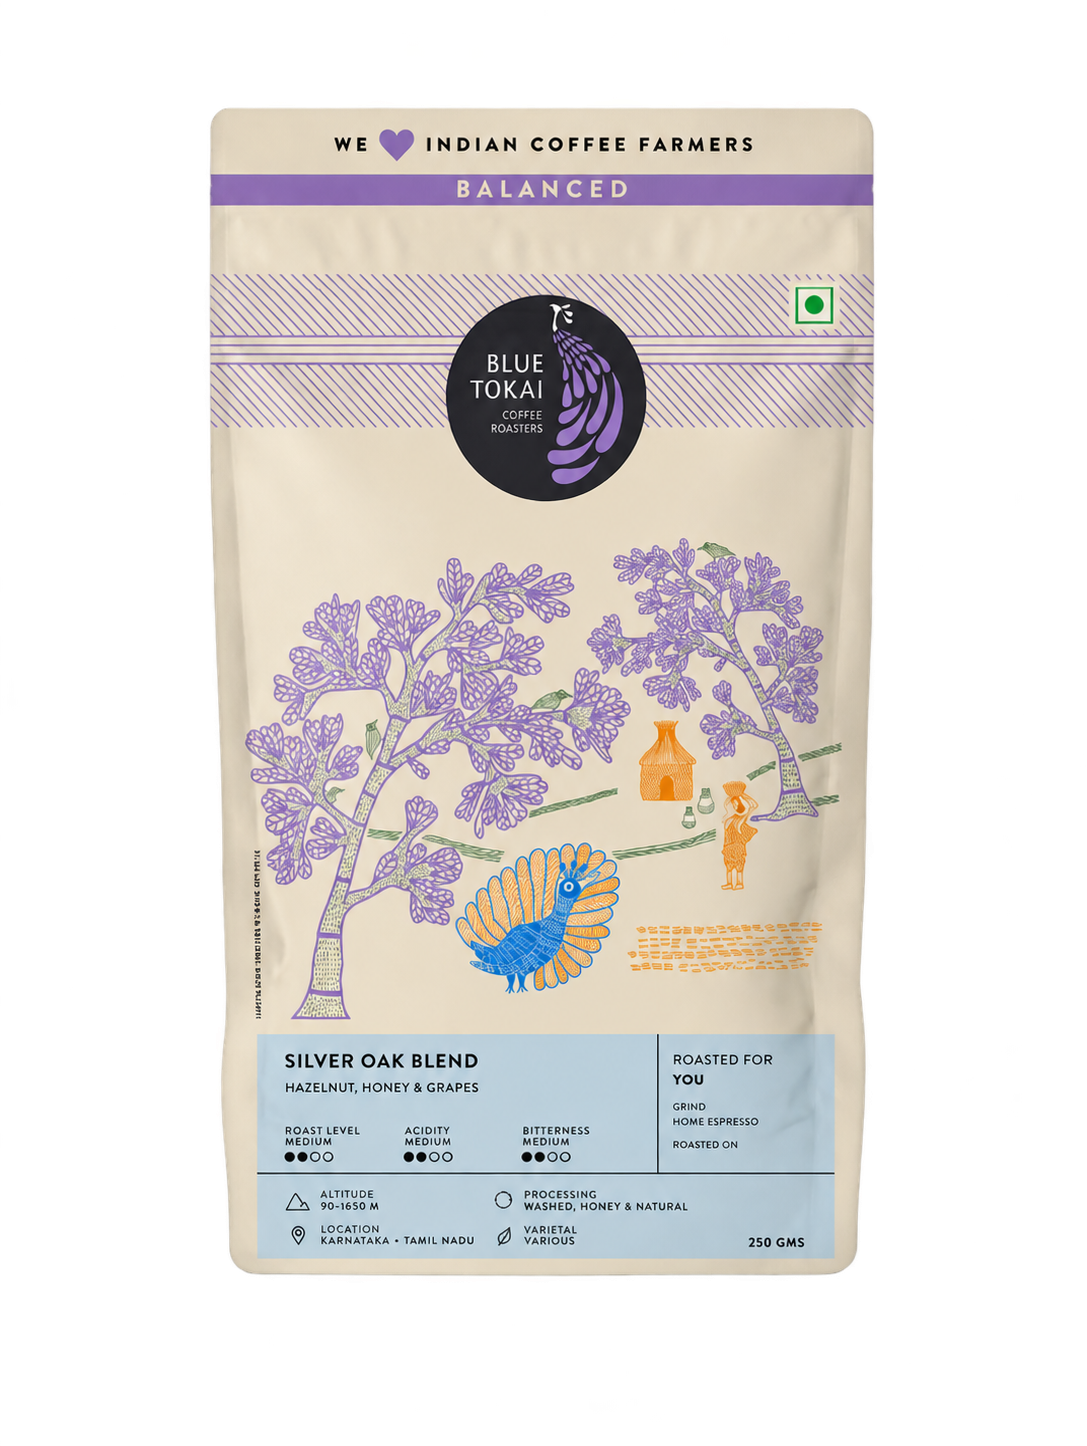 WE 💜 INDIAN COFFEE FARMERS
BALANCED
BLUE
TOKAI
COFFEE
ROASTERS
SILVER OAK BLEND
HAZELNUT, HONEY & GRAPES
ROAST LEVEL
MEDIUM
ACIDITY
MEDIUM
BITTERNESS
MEDIUM
ROASTED FOR
YOU
GRIND
HOME ESPRESSO
ROASTED ON
ALTITUDE
90-1650 M
PROCESSING
WASHED, HONEY & NATURAL
LOCATION
KARNATAKA • TAMIL NADU
VARIETAL
VARIOUS
250 GMS